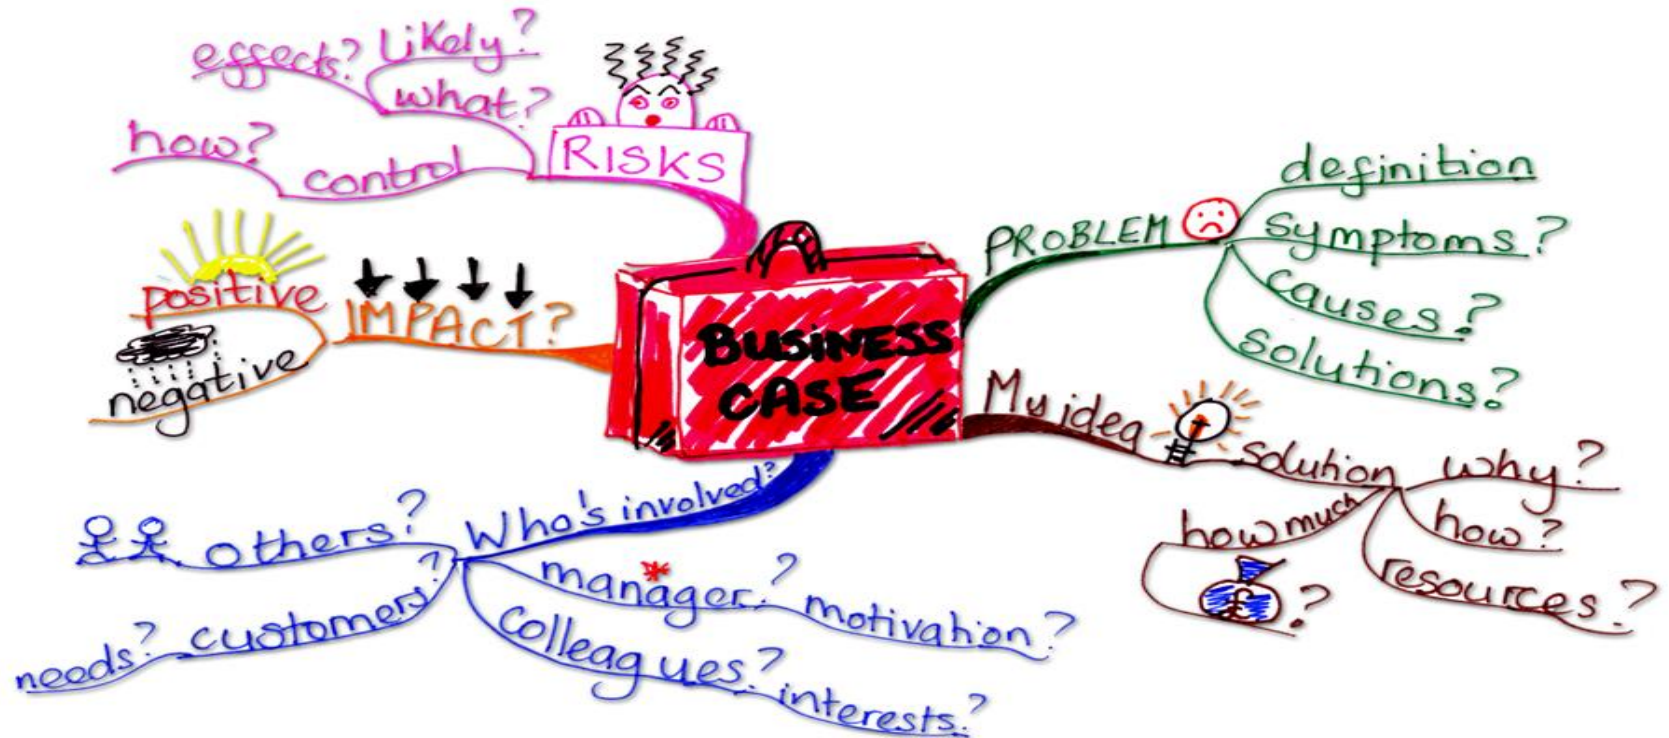 BUSINESS
CASE
PROBLEM
definition
symptoms?
causes?
solutions?
My idea
solution
why?
how?
resources?
how much
£?
Who's involved?
manager?
motivation?
colleagues?
interests?
customers?
needs?
others?
IMPACT?
positive
negative
RISKS
what?
likely?
effects?
control
how?